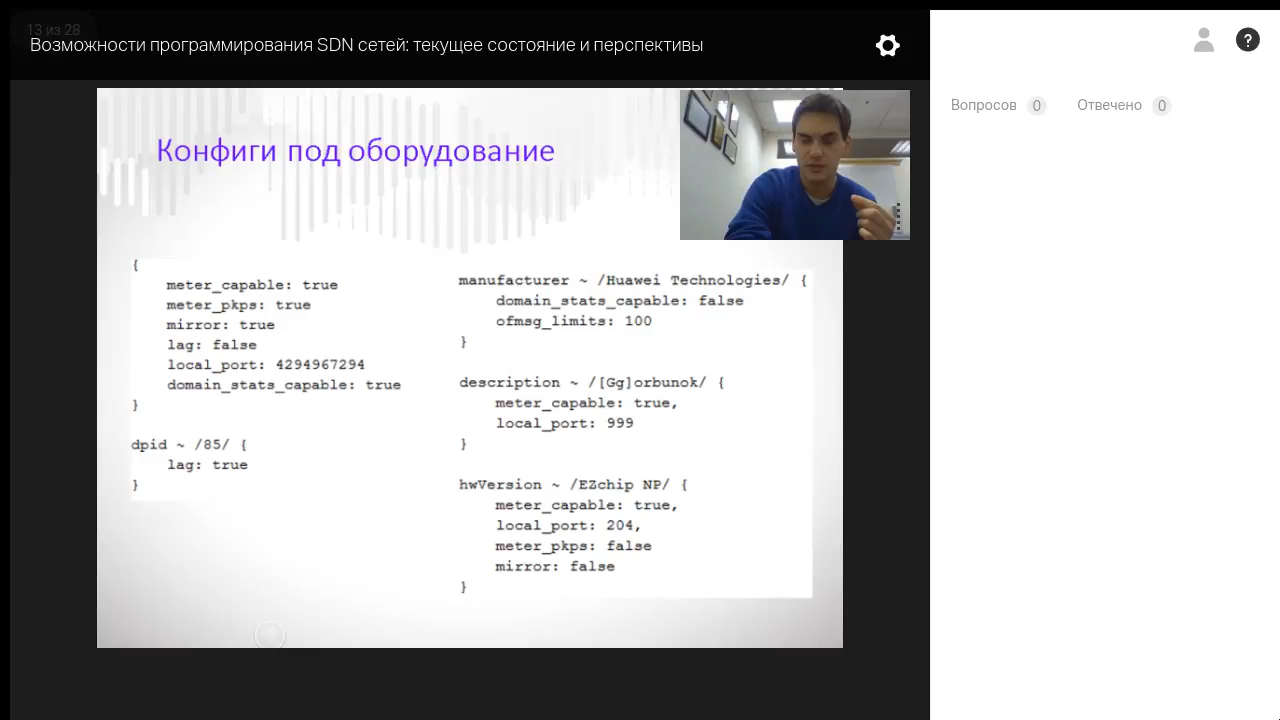 13 из 28
Возможности программирования SDN сетей: текущее состояние и перспективы
?
Вопросов 0 Отвечено 0
Конфиги под оборудование
{
meter_capable: true
meter_pkps: true
mirror: true
lag: false
local_port: 4294967294
domain_stats_capable: true
}
dpid ~ /85/ {
lag: true
}
manufacturer ~ /Huawei Technologies/ {
domain_stats_capable: false
ofmsg_limits: 100
}
description ~ /[Gg]orbunok/ {
meter_capable: true,
local_port: 999
}
hwVersion ~ /EZchip NP/ {
meter_capable: true,
local_port: 204,
meter_pkps: false
mirror: false
}